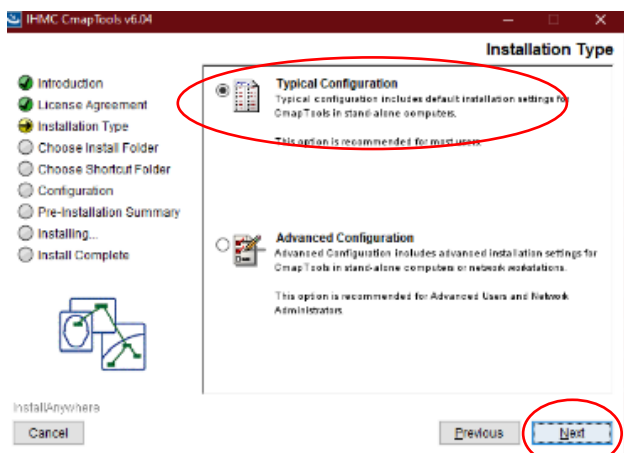 IHMC CmapTools v6.04
Installation Type
Introduction
License Agreement
Installation Type
Choose Install Folder
Choose Shortcut Folder
Configuration
Pre-Installation Summary
Installing...
Install Complete
Typical Configuration
Typical configuration includes default installation settings for
CmapTools in stand-alone computers.
This option is recommended for most users.
Advanced Configuration
Advanced Configuration includes advanced installation settings for
CmapTools in stand-alone computers or network workstations.
This option is recommended for Advanced Users and Network
Administrators
InstallAnywhere
Cancel
Previous
Next